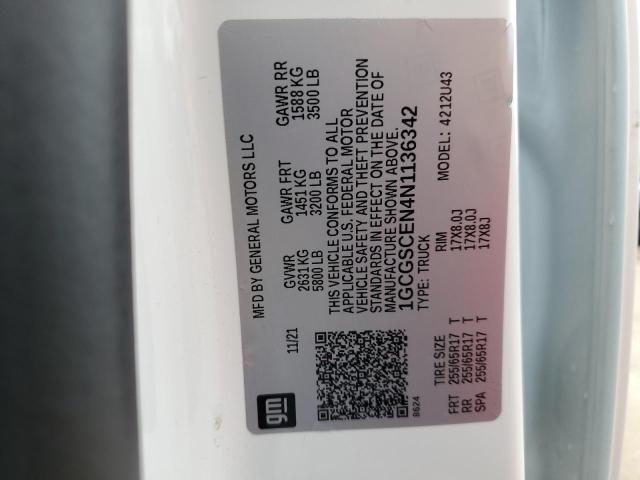 gm
11/21
MFD BY GENERAL MOTORS LLC
GVWR GAWR FRT GAWR RR
2631 KG 1451 KG 1588 KG
5800 LB 3200 LB 3500 LB
THIS VEHICLE CONFORMS TO ALL
APPLICABLE U.S. FEDERAL MOTOR
VEHICLE SAFETY AND THEFT PREVENTION
STANDARDS IN EFFECT ON THE DATE OF
MANUFACTURE SHOWN ABOVE.
1GCGSCEN4N1136342
8624
TYPE: TRUCK MODEL: 4212U43
TIRE SIZE RIM
FRT 255/65R17 T 17X8.0J
RR 255/65R17 T 17X8.0J
SPA 255/65R17 T 17X8J
gm